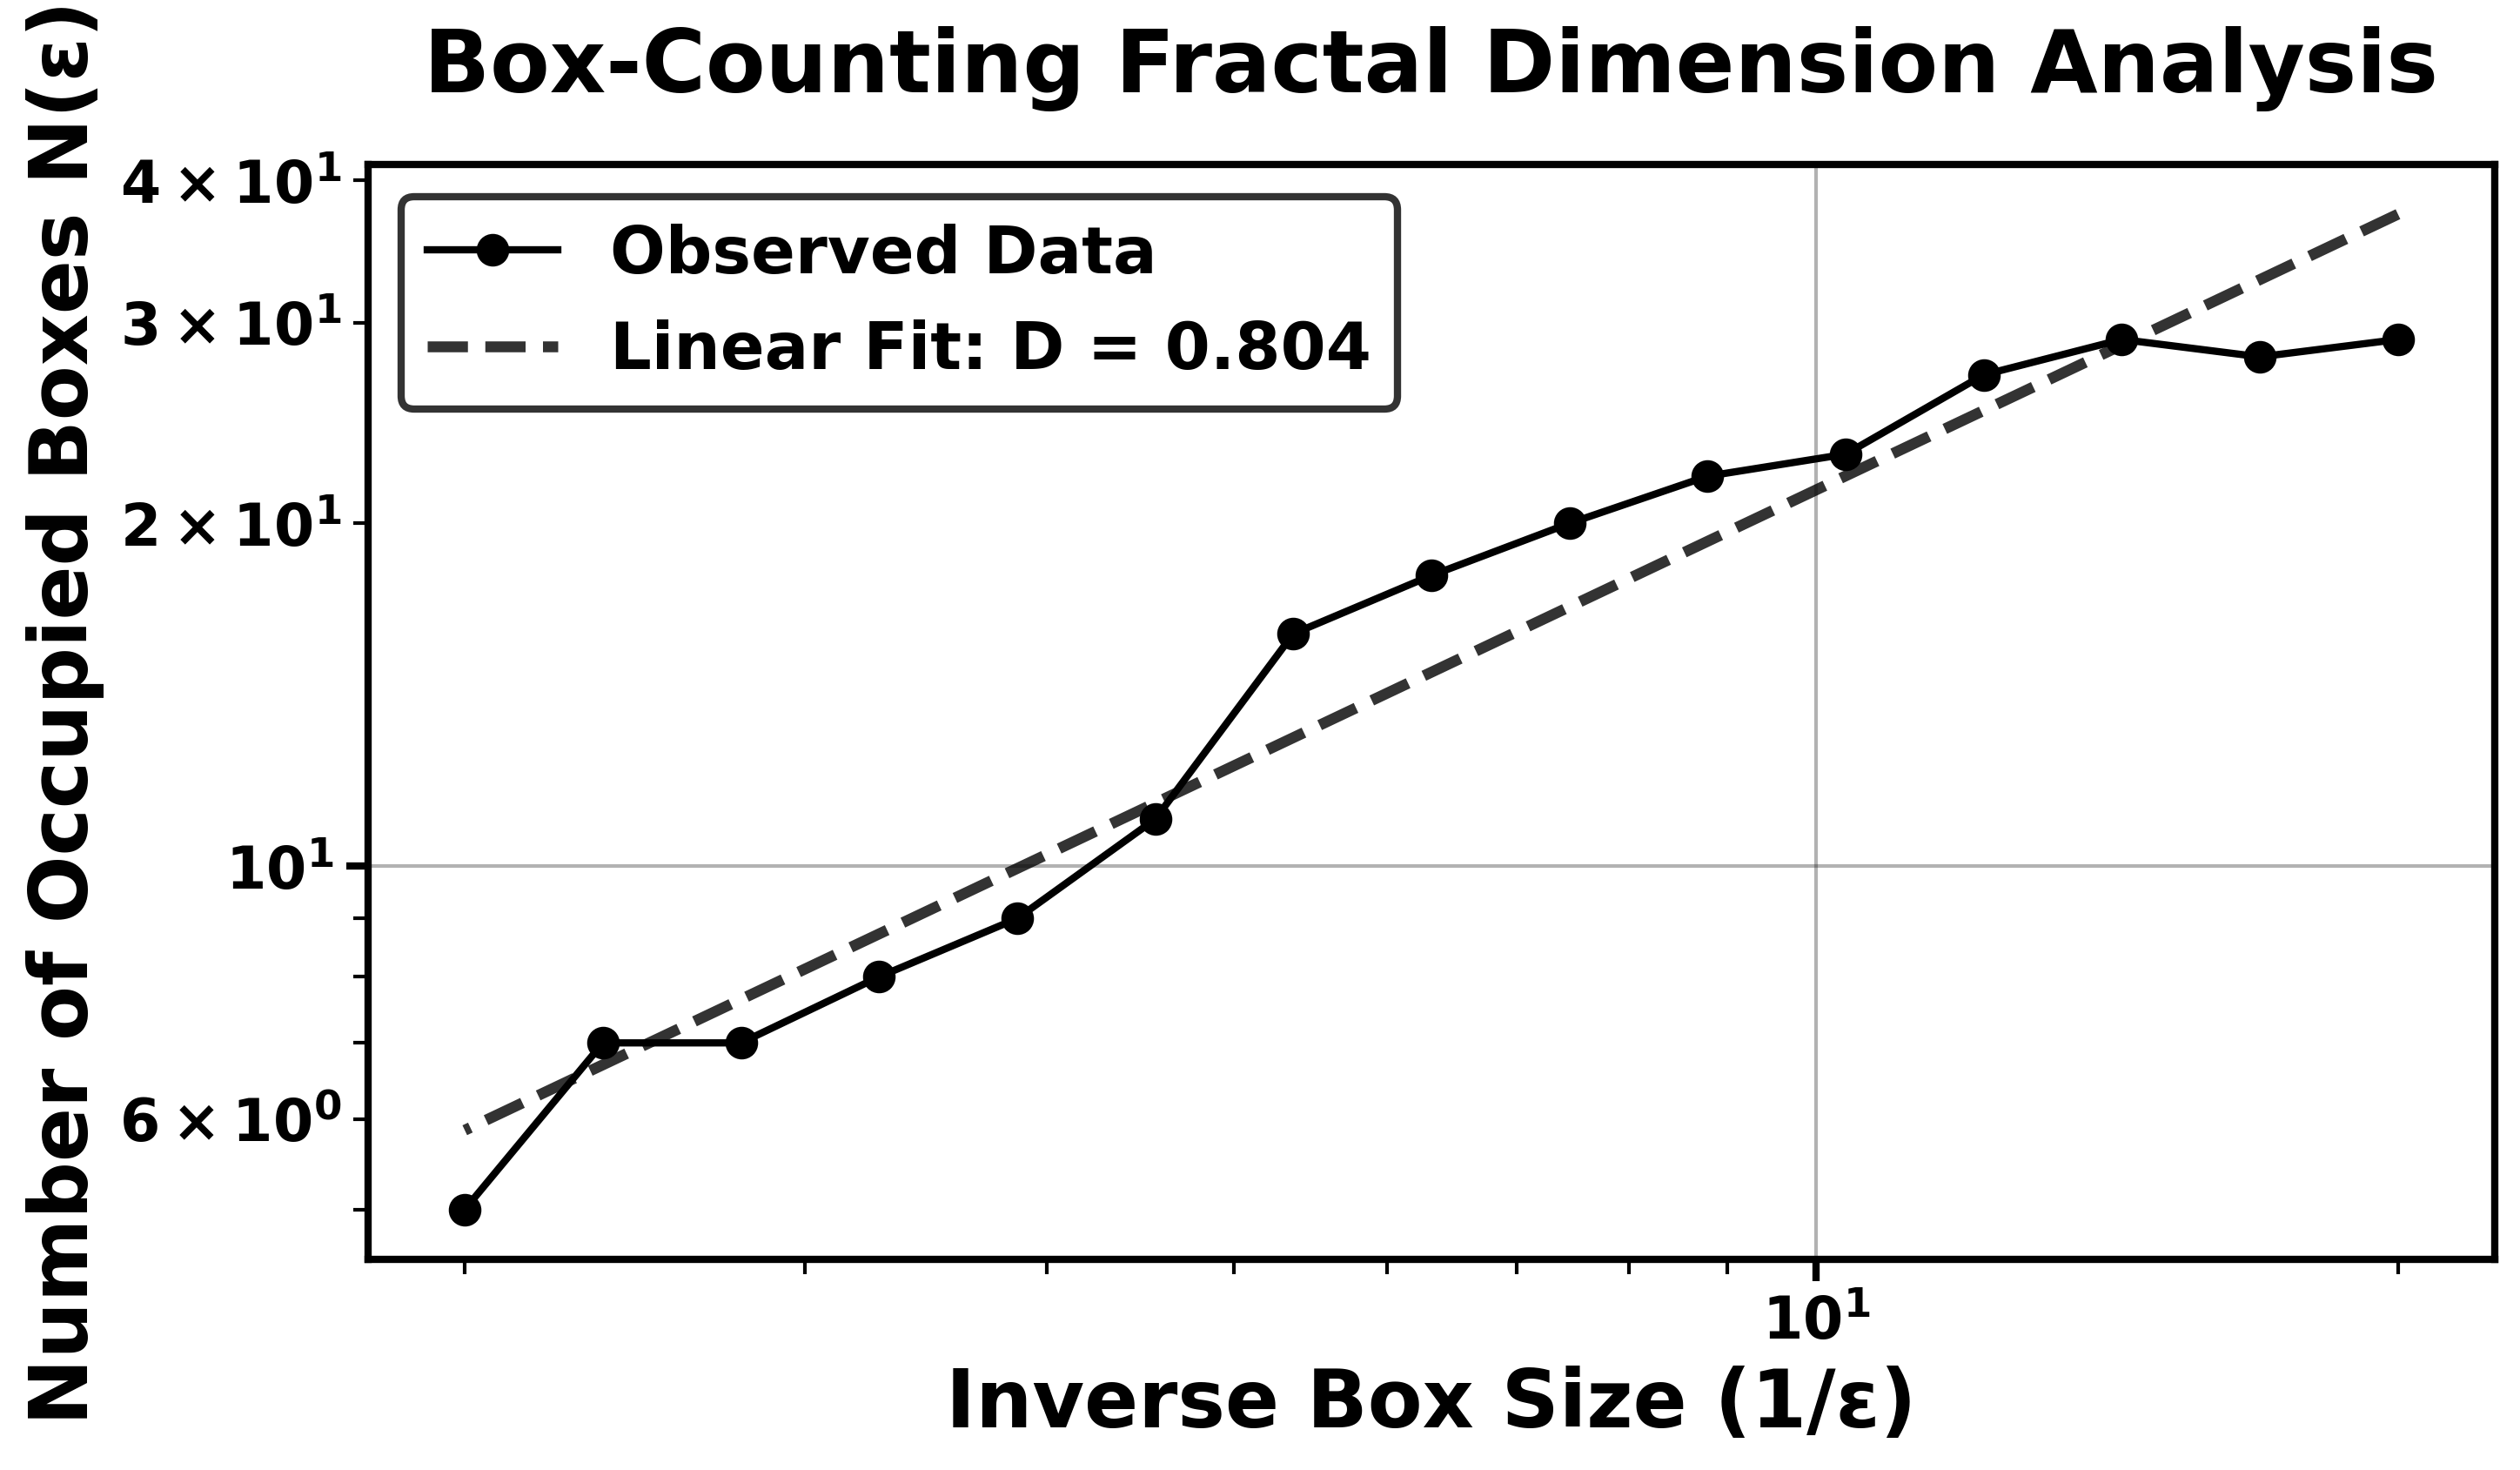 Box-Counting Fractal Dimension Analysis
Number of Occupied Boxes N(ε)
4 × 10¹
3 × 10¹
2 × 10¹
10¹
6 × 10⁰
Observed Data
Linear Fit: D = 0.804
10¹
Inverse Box Size (1/ε)